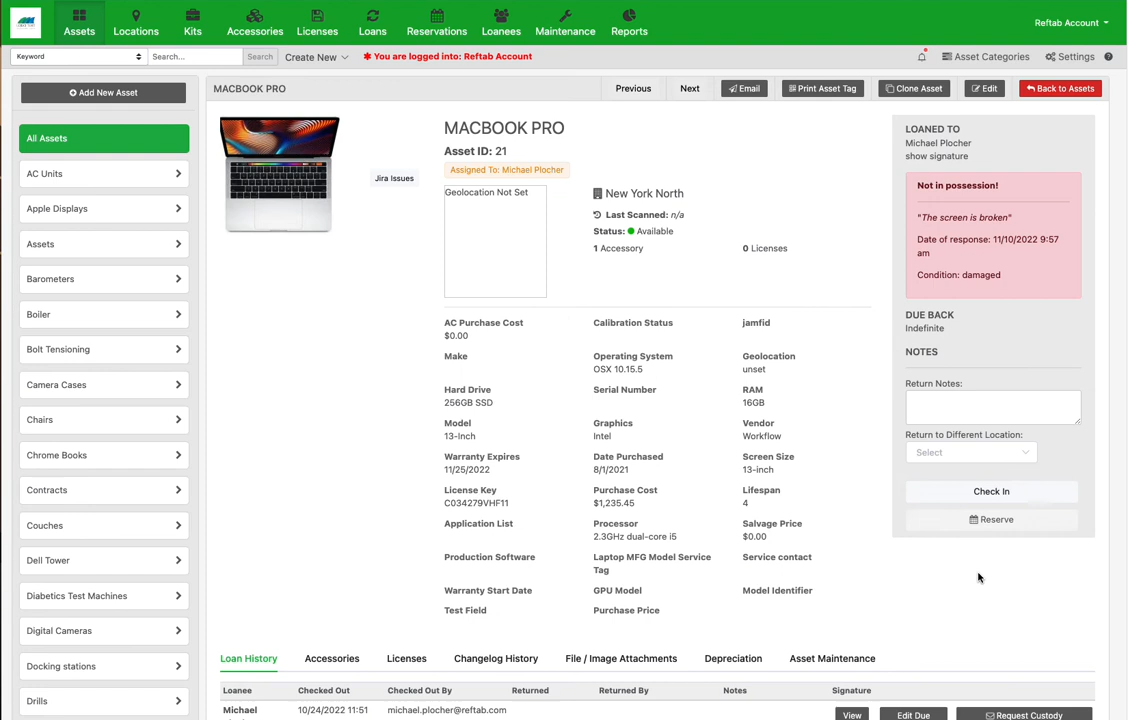 Assets
Locations
Kits
Accessories
Licenses
Loans
Reservations
Loanees
Maintenance
Reports
Reftab Account
Keyword
Search...
Search
Create New
✱ You are logged into: Reftab Account
Asset Categories
Settings
Add New Asset
All Assets
AC Units
Apple Displays
Assets
Barometers
Boiler
Bolt Tensioning
Camera Cases
Chairs
Chrome Books
Contracts
Couches
Dell Tower
Diabetics Test Machines
Digital Cameras
Docking stations
Drills
MACBOOK PRO
Previous
Next
Email
Print Asset Tag
Clone Asset
Edit
Back to Assets
Jira Issues
MACBOOK PRO
Asset ID: 21
Assigned To: Michael Plocher
Geolocation Not Set
New York North
Last Scanned: n/a
Status: Available
1 Accessory
0 Licenses
AC Purchase Cost
$0.00
Calibration Status
jamfid
Make
Operating System
OSX 10.15.5
Geolocation
unset
Hard Drive
256GB SSD
Serial Number
RAM
16GB
Model
13-Inch
Graphics
Intel
Vendor
Workflow
Warranty Expires
11/25/2022
Date Purchased
8/1/2021
Screen Size
13-inch
License Key
C034279VHF11
Purchase Cost
$1,235.45
Lifespan
4
Application List
Processor
2.3GHz dual-core i5
Salvage Price
$0.00
Production Software
Laptop MFG Model Service
Tag
Service contact
Warranty Start Date
GPU Model
Model Identifier
Test Field
Purchase Price
LOANED TO
Michael Plocher
show signature
Not in possession!
"The screen is broken"
Date of response: 11/10/2022 9:57
am
Condition: damaged
DUE BACK
Indefinite
NOTES
Return Notes:
Return to Different Location:
Select
Check In
Reserve
Loan History
Accessories
Licenses
Changelog History
File / Image Attachments
Depreciation
Asset Maintenance
Loanee
Checked Out
Checked Out By
Returned
Returned By
Notes
Signature
Michael
10/24/2022 11:51
michael.plocher@reftab.com
View
Edit Due
Request Custody